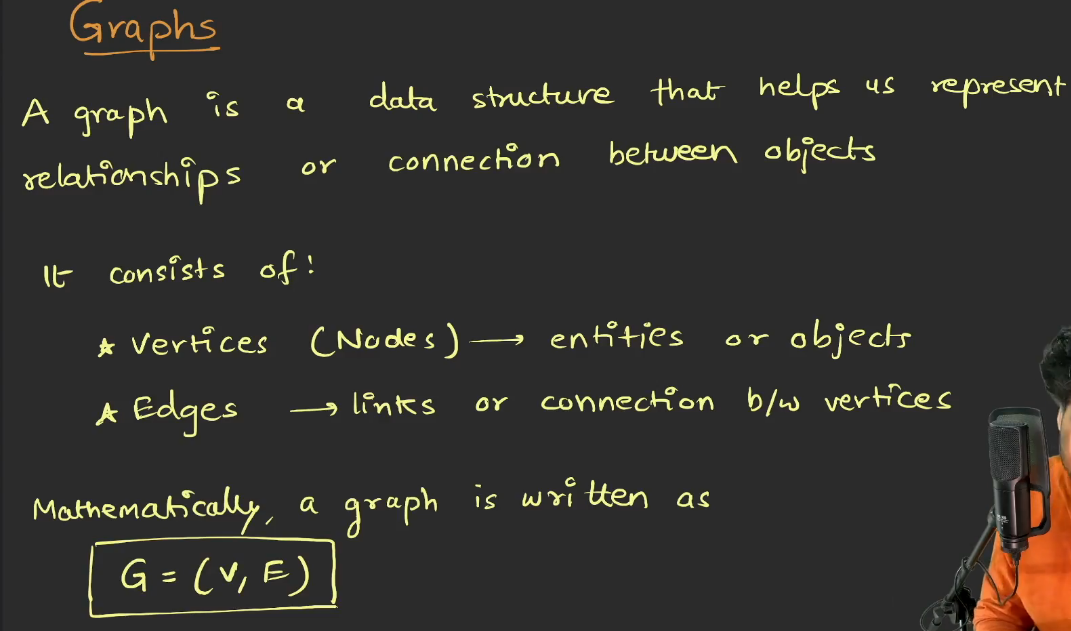 Graphs
A graph is a data structure that helps us represent
relationships or connection between objects
It consists of:
* Vertices (Nodes) → entities or objects
* Edges → links or connection b/w vertices
Mathematically, a graph is written as
G = (V, E)